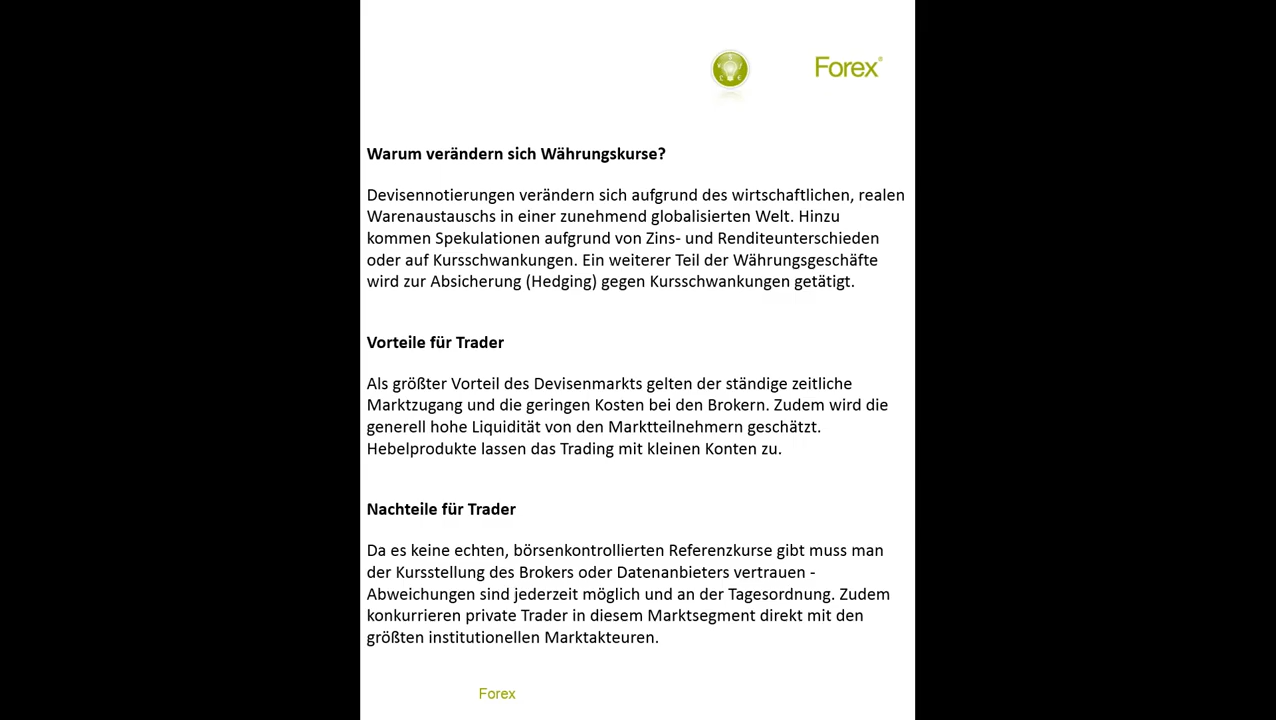 Forex®
Warum verändern sich Währungskurse?
Devisennotierungen verändern sich aufgrund des wirtschaftlichen, realen
Warenaustauschs in einer zunehmend globalisierten Welt. Hinzu
kommen Spekulationen aufgrund von Zins- und Renditeunterschieden
oder auf Kursschwankungen. Ein weiterer Teil der Währungsgeschäfte
wird zur Absicherung (Hedging) gegen Kursschwankungen getätigt.
Vorteile für Trader
Als größter Vorteil des Devisenmarkts gelten der ständige zeitliche
Marktzugang und die geringen Kosten bei den Brokern. Zudem wird die
generell hohe Liquidität von den Marktteilnehmern geschätzt.
Hebelprodukte lassen das Trading mit kleinen Konten zu.
Nachteile für Trader
Da es keine echten, börsenkontrollierten Referenzkurse gibt muss man
der Kursstellung des Brokers oder Datenanbieters vertrauen -
Abweichungen sind jederzeit möglich und an der Tagesordnung. Zudem
konkurrieren private Trader in diesem Marktsegment direkt mit den
größten institutionellen Marktakteuren.
Forex